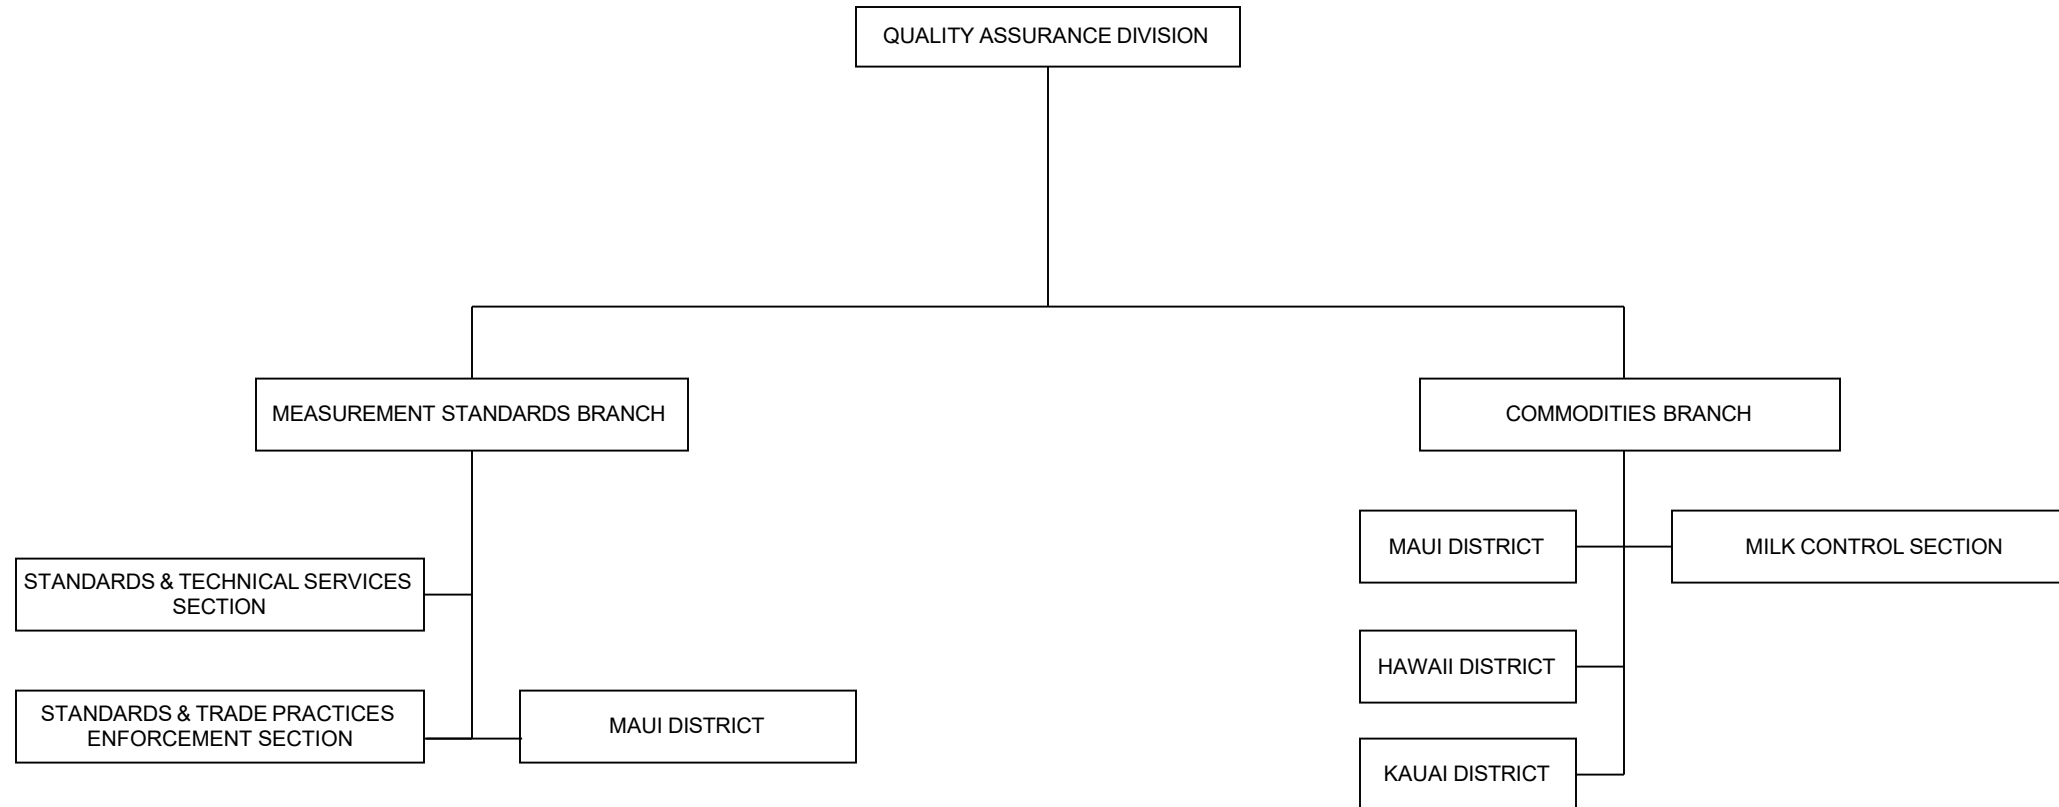 QUALITY ASSURANCE DIVISION
MEASUREMENT STANDARDS BRANCH
COMMODITIES BRANCH
MAUI DISTRICT
MILK CONTROL SECTION
STANDARDS & TECHNICAL SERVICES
SECTION
HAWAII DISTRICT
STANDARDS & TRADE PRACTICES
ENFORCEMENT SECTION
MAUI DISTRICT
KAUAI DISTRICT